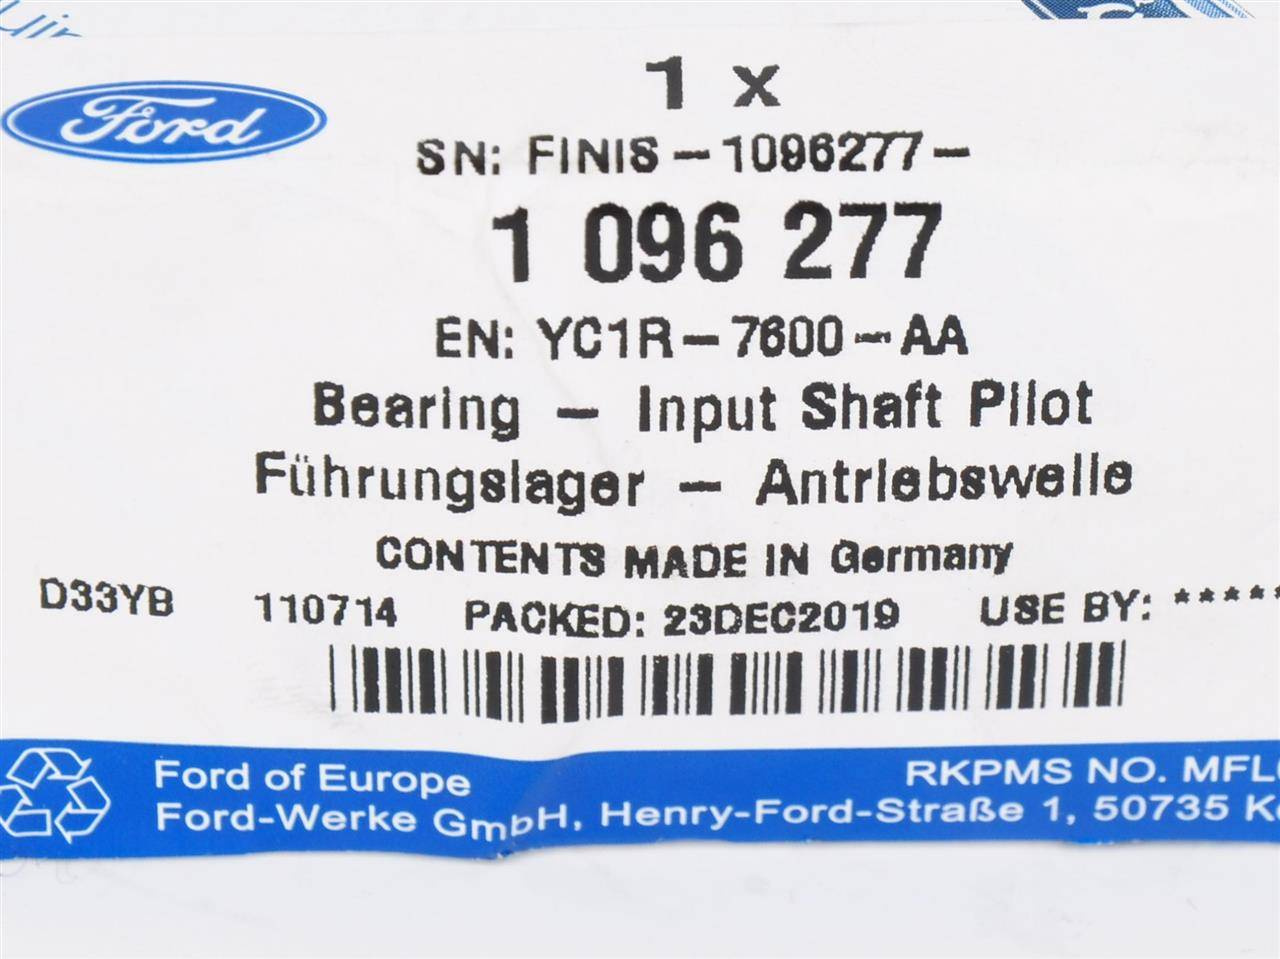 Ford
1 x
SN: FINIS-1096277-
1 096 277
EN: YC1R-7600-AA
Bearing - Input Shaft Pilot
Führungslager - Antriebswelle
CONTENTS MADE IN Germany
D33YB 110714 PACKED: 23DEC2019 USE BY: *****
Ford of Europe
RKPMS NO.
Ford-Werke GmbH, Henry-Ford-Straße 1, 50735